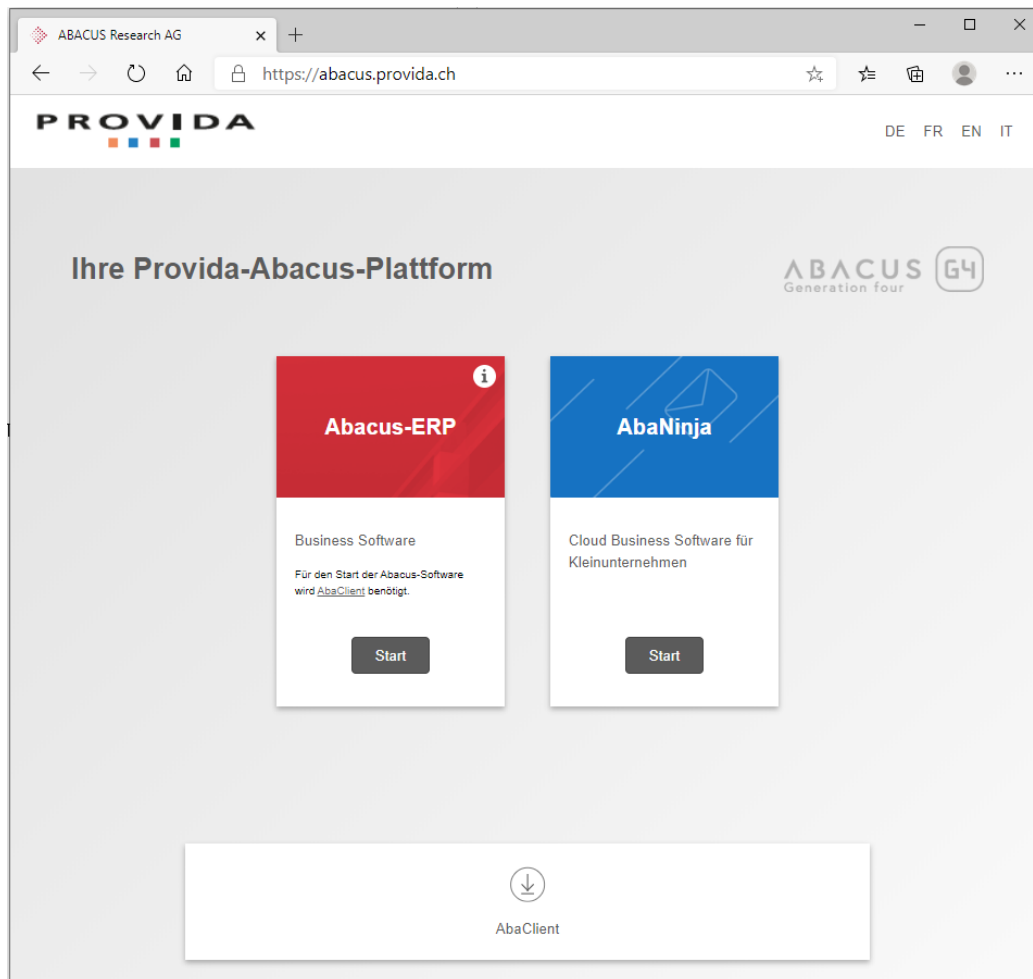 ABACUS Research AG
https://abacus.provida.ch
PROVIDA
DE FR EN IT
Ihre Provida-Abacus-Plattform
ABACUS G4
Generation four
Abacus-ERP
Business Software
Für den Start der Abacus-Software
wird AbaClient benötigt.
Start
AbaNinja
Cloud Business Software für
Kleinunternehmen
Start
AbaClient